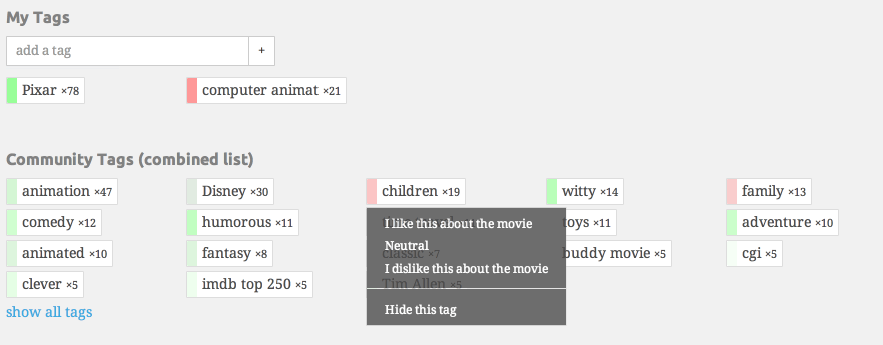 My Tags
add a tag +
Pixar ×78 computer animat ×21
Community Tags (combined list)
animation ×47 Disney ×30 children ×19 witty ×14 family ×13
comedy ×12 humorous ×11 I like this about the movie toys ×11 adventure ×10
Neutral
animated ×10 fantasy ×8 classic ×7 buddy movie ×5 cgi ×5
I dislike this about the movie
clever ×5 imdb top 250 ×5 Tim Allen ×5
Hide this tag
show all tags